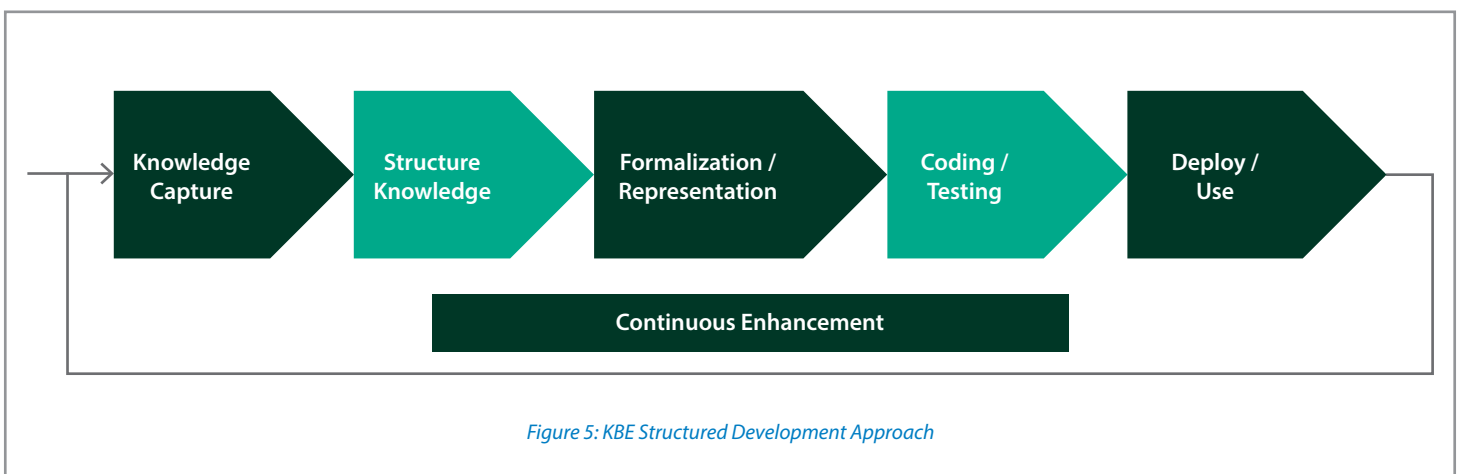 Knowledge
Capture
Structure
Knowledge
Formalization /
Representation
Coding /
Testing
Deploy /
Use
Continuous Enhancement
Figure 5: KBE Structured Development Approach